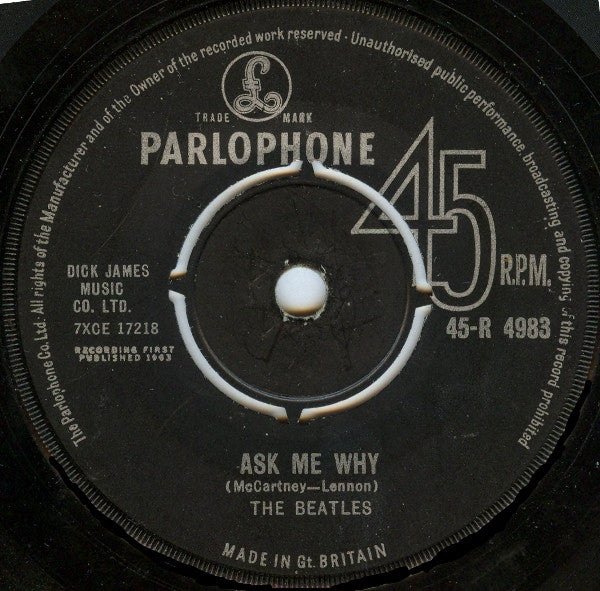 The Parlophone Co. Ltd. All rights of the Manufacturer and of the Owner of the recorded work reserved - Unauthorised public performance, broadcasting and copying of this record prohibited
£
TRADE MARK
PARLOPHONE
45
R.P.M.
45-R 4983
DICK JAMES
MUSIC
CO. LTD.
7XCE 17218
RECORDING FIRST
PUBLISHED 1963
ASK ME WHY
(McCartney—Lennon)
THE BEATLES
MADE IN Gt. BRITAIN